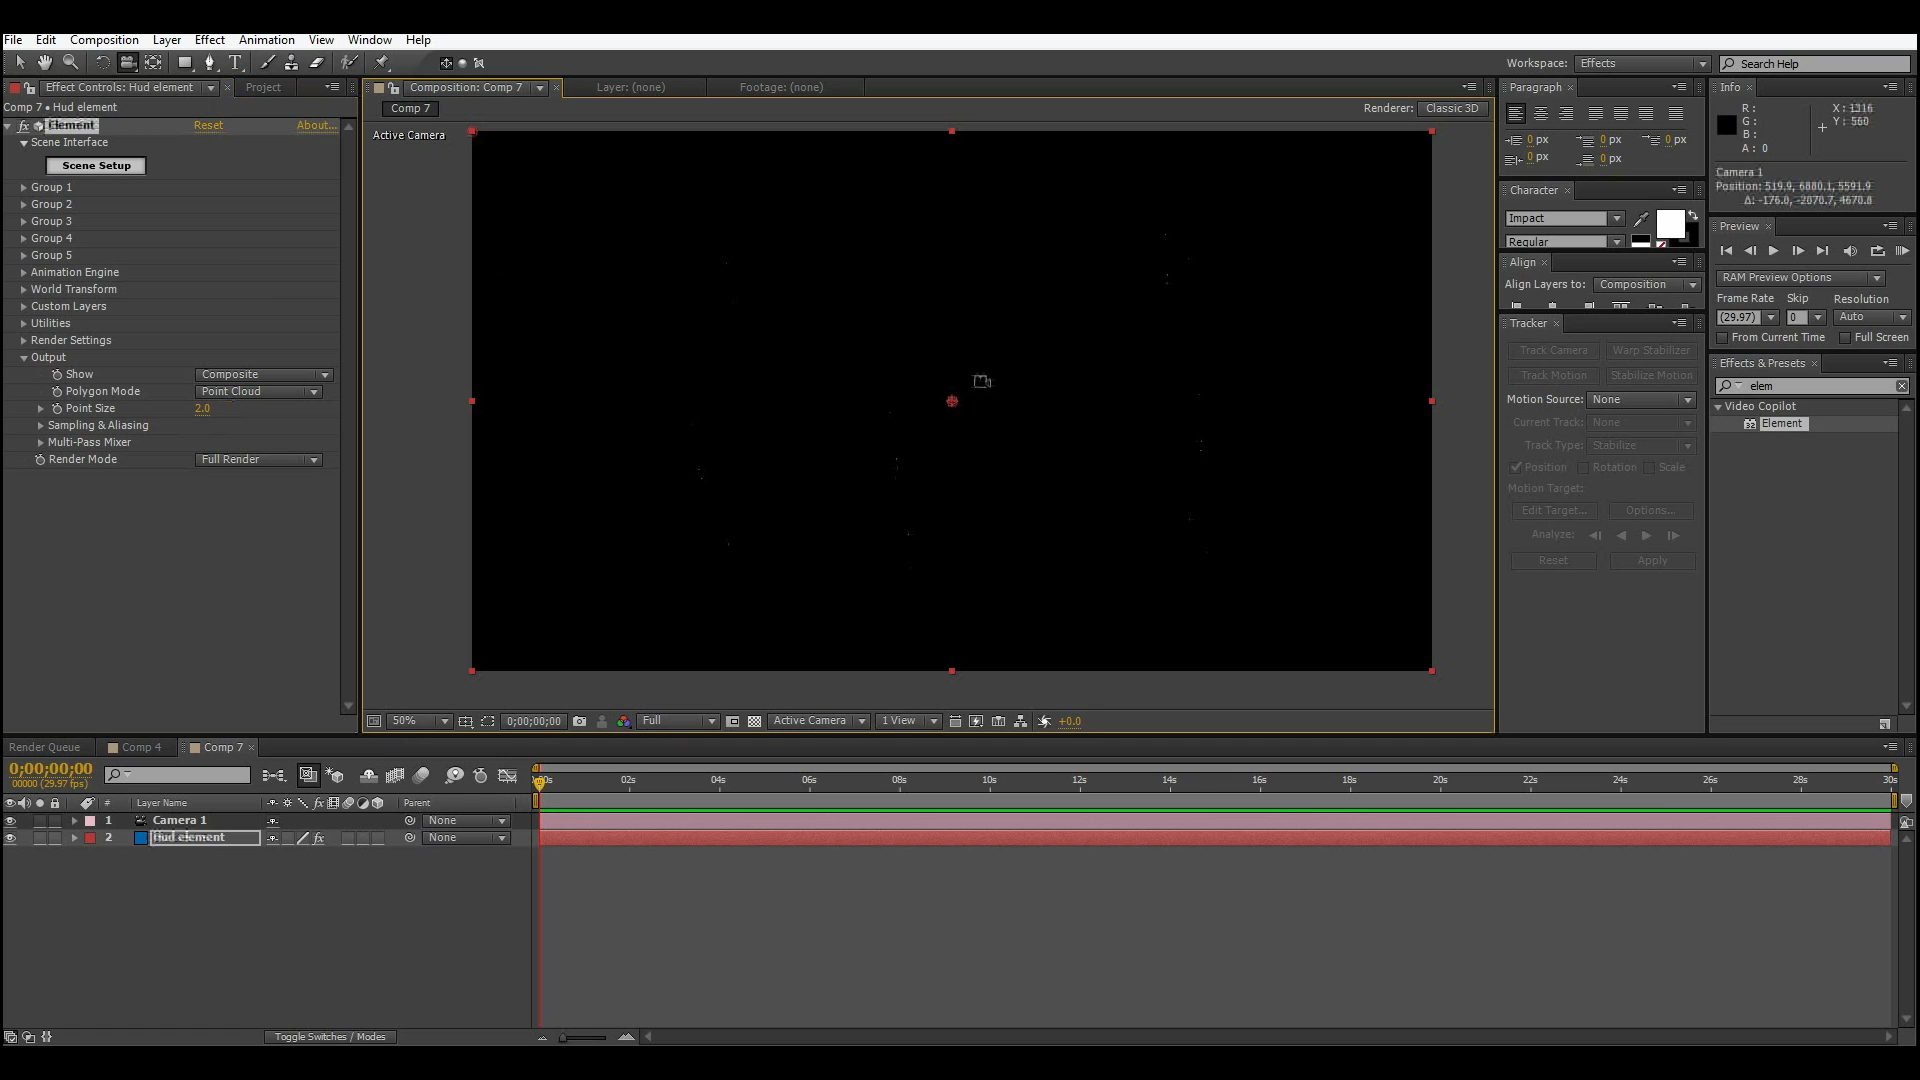 File Edit Composition Layer Effect Animation View Window Help
Workspace: Effects Search Help
Effect Controls: Hud element Project
Comp 7 • Hud element
Element Reset About...
Scene Interface
Scene Setup
Group 1
Group 2
Group 3
Group 4
Group 5
Animation Engine
World Transform
Custom Layers
Utilities
Render Settings
Output
Show Composite
Polygon Mode Point Cloud
Point Size 2.0
Sampling & Aliasing
Multi-Pass Mixer
Render Mode Full Render
Composition: Comp 7 Layer: (none) Footage: (none)
Comp 7 Renderer: Classic 3D
Active Camera
50% 0;00;00;00 Full Active Camera 1 View +0.0
Paragraph
0 px 0 px 0 px
0 px 0 px
Character
Impact
Regular
Align
Align Layers to: Composition
Tracker
Track Camera Warp Stabilizer
Track Motion Stabilize Motion
Motion Source: None
Current Track: None
Track Type: Stabilize
Position Rotation Scale
Motion Target:
Edit Target... Options...
Analyze:
Reset Apply
Info
R: X: 1316
G: Y: 560
B:
A: 0
Camera 1
Position: 519.9, 6880.1, 5591.9
Δ: -176.0, -2070.7, 4670.8
Preview
RAM Preview Options
Frame Rate Skip Resolution
(29.97) 0 Auto
From Current Time Full Screen
Effects & Presets
elem
Video Copilot
Element
Render Queue Comp 4 Comp 7
0;00;00;00
00000 (29.97 fps)
00s 02s 04s 06s 08s 10s 12s 14s 16s 18s 20s 22s 24s 26s 28s 30s
# Layer Name Parent
1 Camera 1 None
2 Hud element None
Toggle Switches / Modes